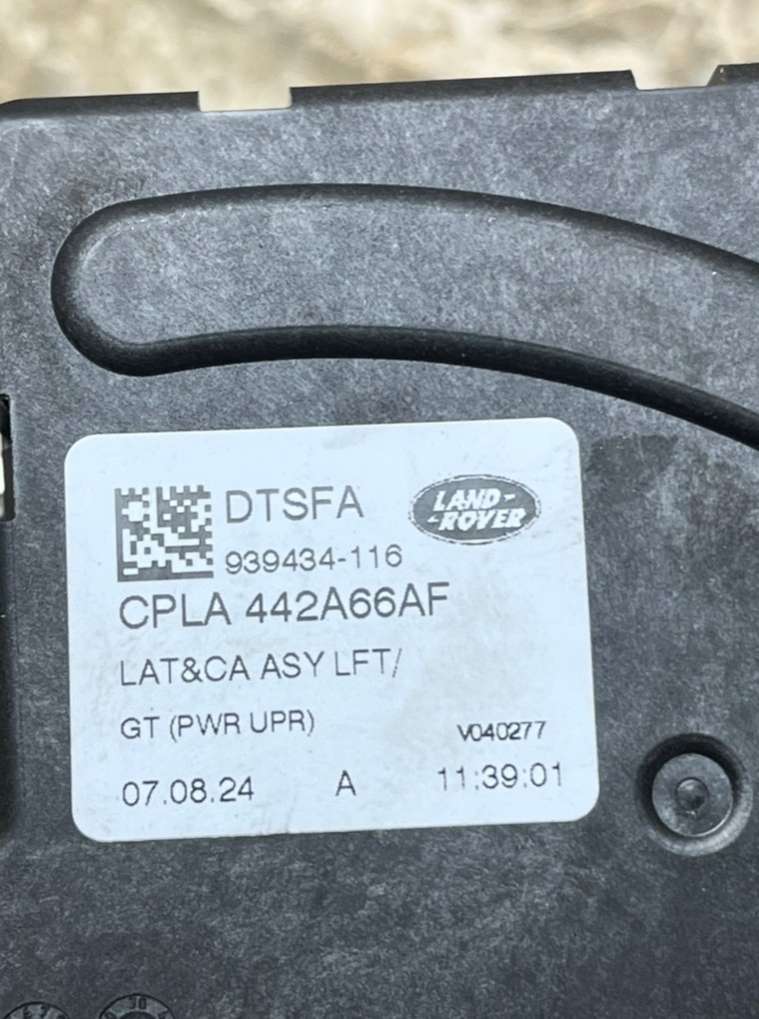 DTSFA
LAND-
-ROVER
939434-116
CPLA 442A66AF
LAT&CA ASY LFT/
GT (PWR UPR)
V040277
07.08.24 A 11:39:01